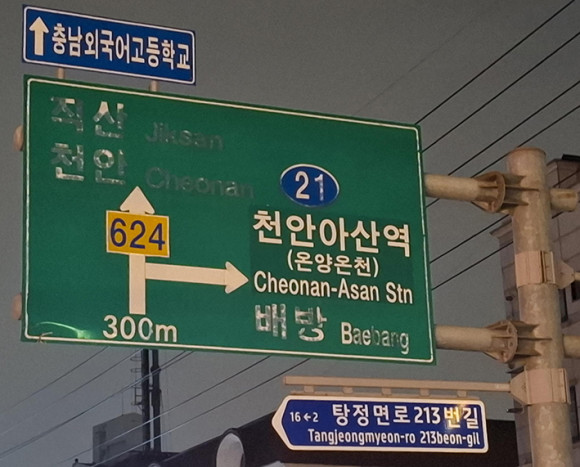 ↑충남외국어고등학교
직산 Jiksan
천안 Cheonan
21
624
천안아산역
(온양온천)
Cheonan-Asan Stn
배방 Baebang
300m
16←2 탕정면로213번길
Tangjeongmyeon-ro 213beon-gil